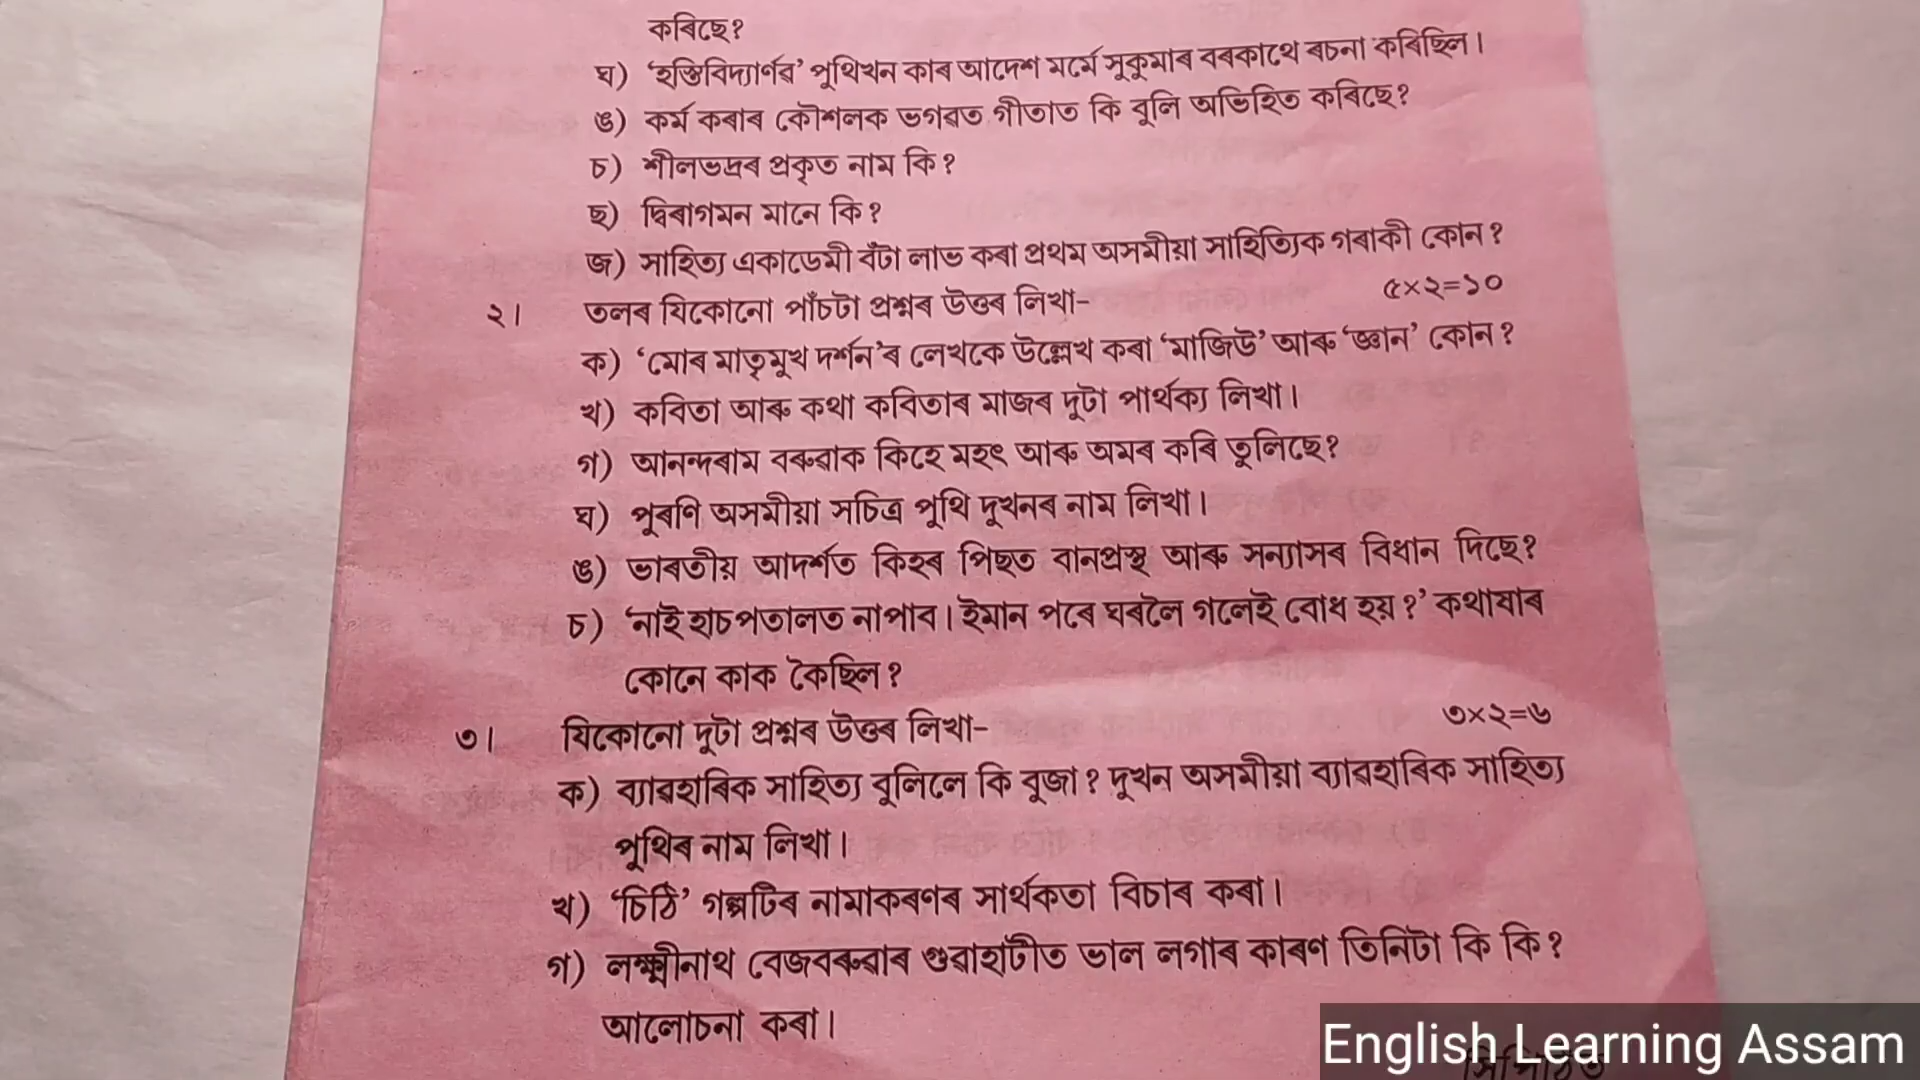 কৰিছে?
ঘ) ‘হস্তিবিদ্যাৰ্ণৱ’ পুথিখন কাৰ আদেশ মৰ্মে সুকুমাৰ বৰকাথে ৰচনা কৰিছিল।
ঙ) কৰ্ম কৰাৰ কৌশলক ভগৱত গীতাত কি বুলি অভিহিত কৰিছে?
চ) শীলভদ্ৰৰ প্ৰকৃত নাম কি?
ছ) দ্বিৰাগমন মানে কি?
জ) সাহিত্য একাডেমী বঁটা লাভ কৰা প্ৰথম অসমীয়া সাহিত্যিক গৰাকী কোন?
২। তলৰ যিকোনো পাঁচটা প্ৰশ্নৰ উত্তৰ লিখা- ৫×২=১০
ক) ‘মোৰ মাতৃমুখ দৰ্শন’ৰ লেখকে উল্লেখ কৰা ‘মাজিউ’ আৰু ‘জ্ঞান’ কোন?
খ) কবিতা আৰু কথা কবিতাৰ মাজৰ দুটা পাৰ্থক্য লিখা।
গ) আনন্দৰাম বৰুৱাক কিহে মহৎ আৰু অমৰ কৰি তুলিছে?
ঘ) পুৰণি অসমীয়া সচিত্ৰ পুথি দুখনৰ নাম লিখা।
ঙ) ভাৰতীয় আদৰ্শত কিহৰ পিছত বানপ্ৰস্থ আৰু সন্যাসৰ বিধান দিছে?
চ) ‘নাই হাচপতালত নাপাব। ইমান পৰে ঘৰলৈ গলেই বোধ হয়?’ কথাষাৰ
কোনে কাক কৈছিল?
৩। যিকোনো দুটা প্ৰশ্নৰ উত্তৰ লিখা- ৩×২=৬
ক) ব্যাৱহাৰিক সাহিত্য বুলিলে কি বুজা? দুখন অসমীয়া ব্যাৱহাৰিক সাহিত্য
পুথিৰ নাম লিখা।
খ) ‘চিঠি’ গল্পটিৰ নামাকৰণৰ সাৰ্থকতা বিচাৰ কৰা।
গ) লক্ষ্মীনাথ বেজবৰুৱাৰ গুৱাহাটীত ভাল লগাৰ কাৰণ তিনিটা কি কি?
আলোচনা কৰা।
English Learning Assam